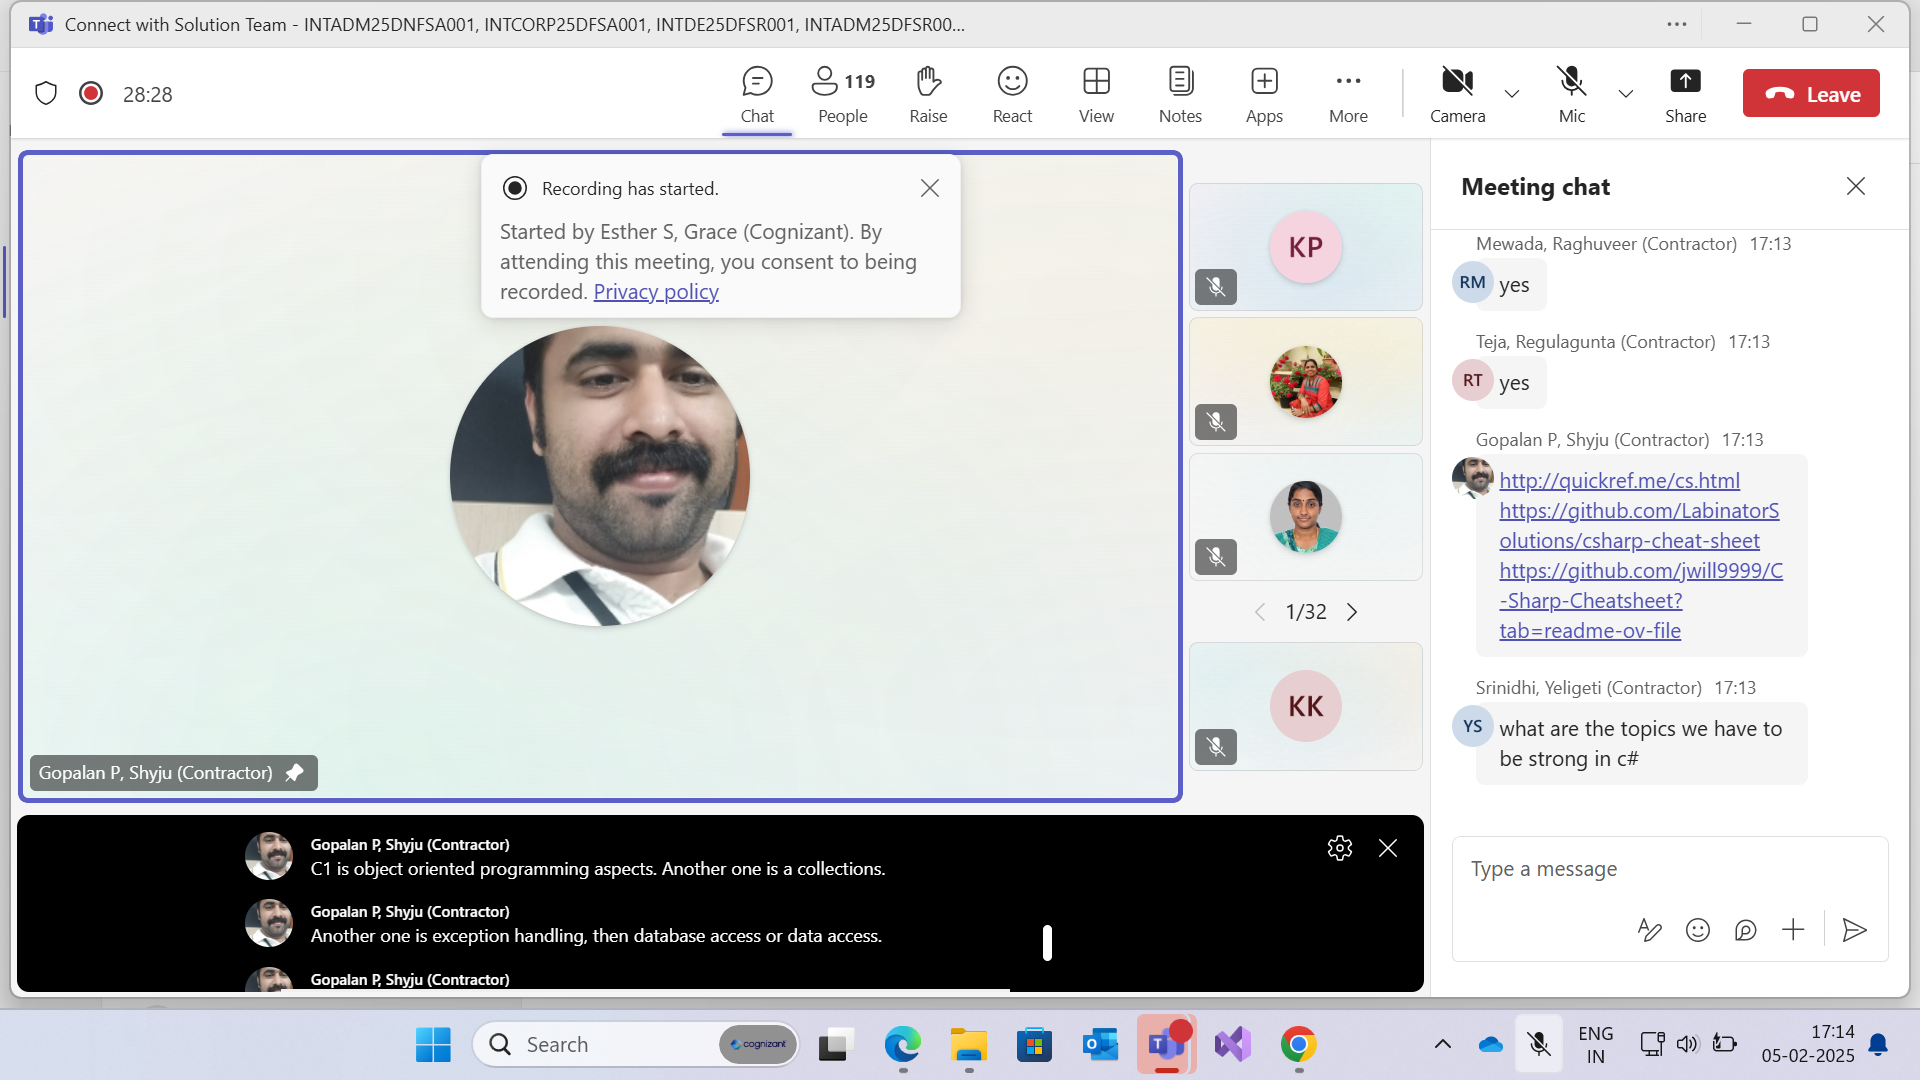 Connect with Solution Team - INTADM25DNFSA001, INTCORP25DFSA001, INTDE25DFSR001, INTADM25DFSR00...
28:28
Chat
119
People
Raise
React
View
Notes
Apps
More
Camera
Mic
Share
Leave
Recording has started.
Started by Esther S, Grace (Cognizant). By
attending this meeting, you consent to being
recorded. Privacy policy
Gopalan P, Shyju (Contractor)
KP
1/32
KK
Meeting chat
Mewada, Raghuveer (Contractor) 17:13
RM
yes
Teja, Regulagunta (Contractor) 17:13
RT
yes
Gopalan P, Shyju (Contractor) 17:13
http://quickref.me/cs.html
https://github.com/LabinatorS
olutions/csharp-cheat-sheet
https://github.com/jwill9999/C
-Sharp-Cheatsheet?
tab=readme-ov-file
Srinidhi, Yeligeti (Contractor) 17:13
YS
what are the topics we have to
be strong in c#
Type a message
Gopalan P, Shyju (Contractor)
C1 is object oriented programming aspects. Another one is a collections.
Gopalan P, Shyju (Contractor)
Another one is exception handling, then database access or data access.
Gopalan P, Shyju (Contractor)
Search
cognizant
ENG
IN
17:14
05-02-2025